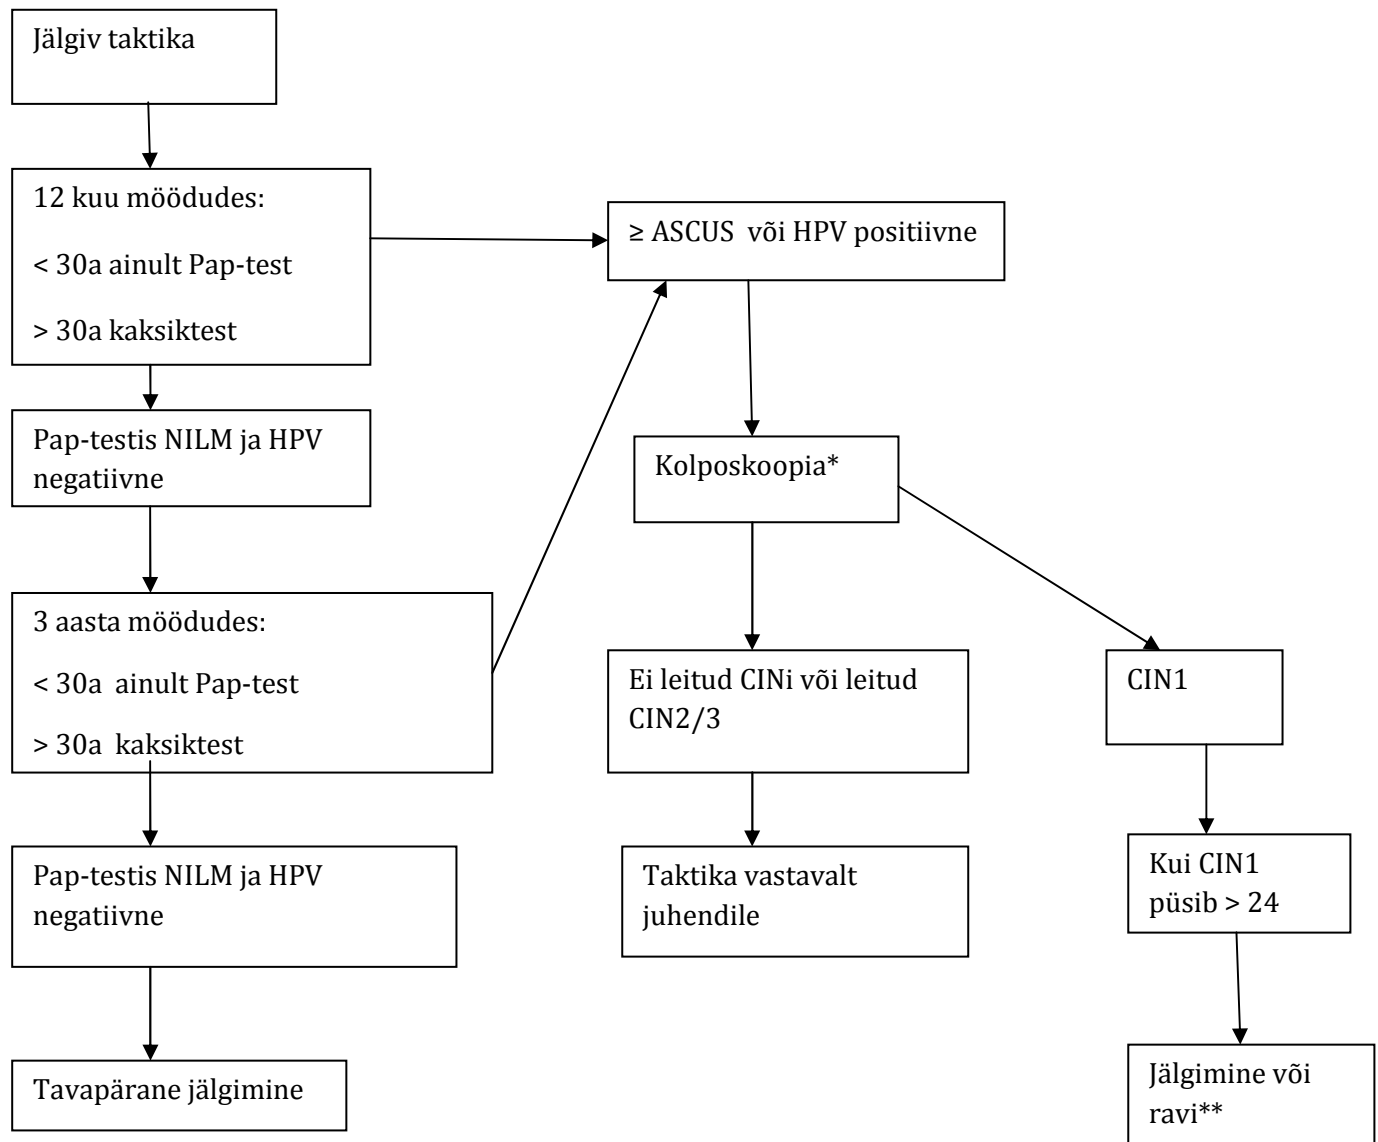 Jälgiv taktika
12 kuu möödudes:
< 30a ainult Pap-test
> 30a kaksiktest
≥ ASCUS või HPV positiivne
Pap-testis NILM ja HPV
negatiivne
Kolposkoopia*
3 aasta möödudes:
< 30a ainult Pap-test
> 30a kaksiktest
Ei leitud CINi või leitud
CIN2/3
CIN1
Pap-testis NILM ja HPV
negatiivne
Taktika vastavalt
juhendile
Kui CIN1
püsib > 24
Tavapärane jälgimine
Jälgimine või
ravi**